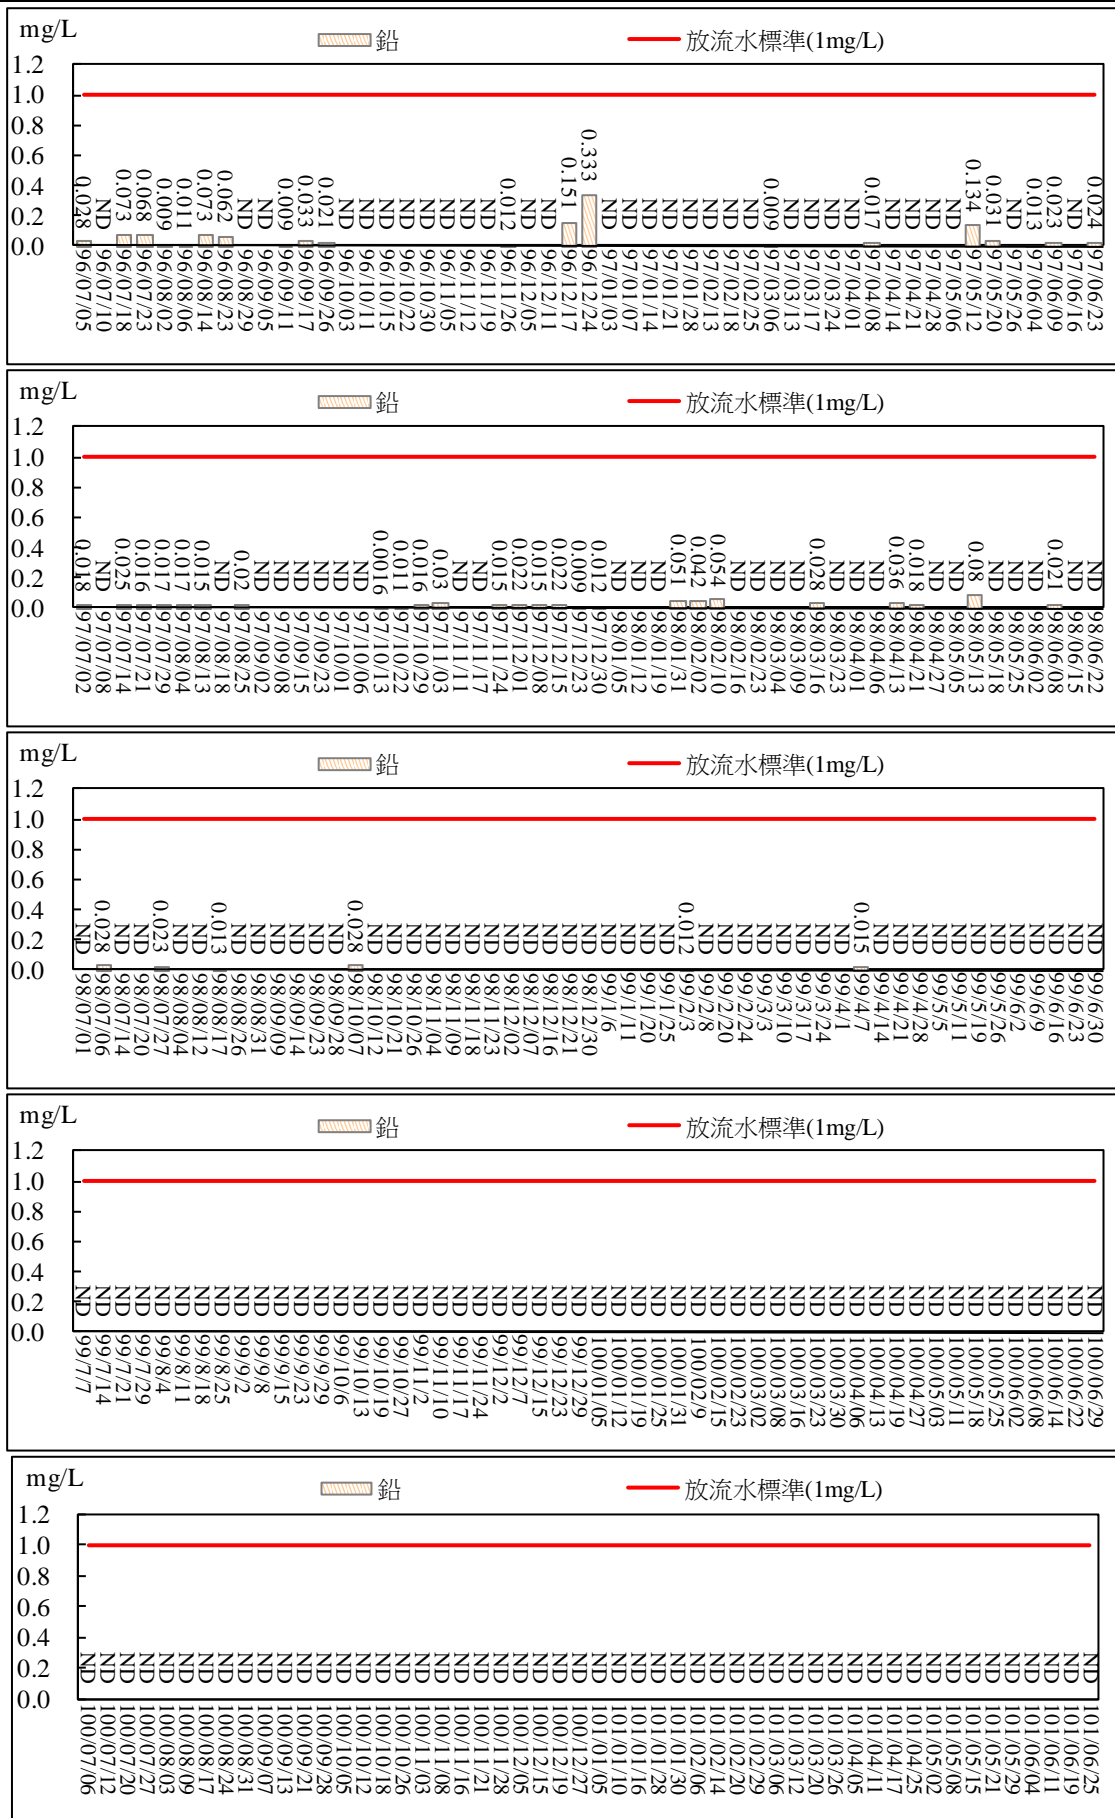 mg/L
鉛 放流水標準(1mg/L)
1.2
1.0
0.8
0.6
0.4
0.2
0.0
0.028 ND 0.073 0.068 0.009 0.011 0.073 0.062 ND ND 0.009 0.033 0.021 ND ND ND ND ND ND ND ND 0.012 ND ND 0.151 0.333 ND ND ND ND ND ND ND ND 0.009 ND ND ND ND 0.017 ND ND ND ND 0.134 0.031 ND 0.013 0.023 ND 0.024
96/07/05 96/07/10 96/07/18 96/07/23 96/08/02 96/08/06 96/08/14 96/08/23 96/08/29 96/09/05 96/09/11 96/09/17 96/09/26 96/10/03 96/10/11 96/10/15 96/10/22 96/10/30 96/11/05 96/11/12 96/11/19 96/11/26 96/12/05 96/12/11 96/12/17 96/12/24 97/01/03 97/01/07 97/01/14 97/01/21 97/01/28 97/02/13 97/02/18 97/02/25 97/03/06 97/03/13 97/03/17 97/03/24 97/04/01 97/04/08 97/04/14 97/04/21 97/04/28 97/05/06 97/05/12 97/05/20 97/05/26 97/06/04 97/06/09 97/06/16 97/06/23
mg/L
鉛 放流水標準(1mg/L)
1.2
1.0
0.8
0.6
0.4
0.2
0.0
0.018 ND 0.025 0.016 0.017 0.017 0.015 ND 0.02 ND ND ND ND ND ND 0.0016 0.011 0.016 0.03 ND ND 0.015 0.022 0.015 0.022 0.009 0.012 ND ND ND 0.051 0.042 0.054 ND ND ND ND 0.028 ND ND ND 0.036 0.018 ND ND 0.08 ND ND ND 0.021 ND ND
97/07/02 97/07/08 97/07/14 97/07/21 97/07/29 97/08/04 97/08/13 97/08/18 97/08/25 97/09/02 97/09/08 97/09/15 97/09/23 97/10/01 97/10/06 97/10/13 97/10/22 97/10/29 97/11/03 97/11/11 97/11/17 97/11/24 97/12/01 97/12/08 97/12/15 97/12/23 97/12/30 98/01/05 98/01/12 98/01/19 98/01/31 98/02/02 98/02/10 98/02/16 98/02/23 98/03/04 98/03/09 98/03/16 98/03/23 98/04/01 98/04/06 98/04/13 98/04/21 98/04/27 98/05/05 98/05/13 98/05/18 98/05/25 98/06/02 98/06/08 98/06/15 98/06/22
mg/L
鉛 放流水標準(1mg/L)
1.2
1.0
0.8
0.6
0.4
0.2
0.0
ND 0.028 ND ND 0.023 ND ND 0.013 ND ND ND ND ND ND 0.028 ND ND ND ND ND ND ND ND ND ND ND ND ND ND ND ND 0.012 ND ND ND ND ND ND ND ND 0.015 ND ND ND ND ND ND ND ND ND ND ND ND
98/07/01 98/07/06 98/07/14 98/07/20 98/07/27 98/08/04 98/08/12 98/08/17 98/08/26 98/08/31 98/09/09 98/09/14 98/09/23 98/09/28 98/10/07 98/10/12 98/10/21 98/10/26 98/11/04 98/11/09 98/11/18 98/11/23 98/12/02 98/12/07 98/12/16 98/12/21 98/12/30 99/1/6 99/1/11 99/1/20 99/1/25 99/2/3 99/2/8 99/2/20 99/2/24 99/3/3 99/3/10 99/3/17 99/3/24 99/4/1 99/4/7 99/4/14 99/4/21 99/4/28 99/5/5 99/5/11 99/5/19 99/5/26 99/6/2 99/6/9 99/6/16 99/6/23 99/6/30
mg/L
鉛 放流水標準(1mg/L)
1.2
1.0
0.8
0.6
0.4
0.2
0.0
ND ND ND ND ND ND ND ND ND ND ND ND ND ND ND ND ND ND ND ND ND ND ND ND ND ND ND ND ND ND ND ND ND ND ND ND ND ND ND ND ND ND ND ND ND ND ND ND ND ND ND ND
99/7/7 99/7/14 99/7/21 99/7/29 99/8/4 99/8/11 99/8/18 99/8/25 99/9/2 99/9/8 99/9/15 99/9/23 99/9/29 99/10/6 99/10/13 99/10/19 99/10/27 99/11/2 99/11/10 99/11/17 99/11/24 99/12/2 99/12/7 99/12/15 99/12/23 99/12/29 100/01/05 100/01/12 100/01/19 100/01/25 100/01/31 100/02/9 100/02/15 100/02/23 100/03/02 100/03/08 100/03/16 100/03/23 100/03/30 100/04/06 100/04/13 100/04/19 100/04/27 100/05/03 100/05/11 100/05/18 100/05/25 100/06/02 100/06/08 100/06/14 100/06/22 100/06/29
mg/L
鉛 放流水標準(1mg/L)
1.2
1.0
0.8
0.6
0.4
0.2
0.0
ND ND ND ND ND ND ND ND ND ND ND ND ND ND ND ND ND ND ND ND ND ND ND ND ND ND ND ND ND ND ND ND ND ND ND ND ND ND ND ND ND ND ND ND ND ND ND ND ND ND ND ND
100/07/06 100/07/12 100/07/20 100/07/27 100/08/03 100/08/09 100/08/17 100/08/24 100/08/31 100/09/07 100/09/13 100/09/21 100/09/28 100/10/05 100/10/12 100/10/18 100/10/26 100/11/03 100/11/08 100/11/16 100/11/21 100/11/28 100/12/05 100/12/15 100/12/19 100/12/27 101/01/05 101/01/10 101/01/16 101/01/28 101/01/30 101/02/06 101/02/14 101/02/20 101/02/29 101/03/06 101/03/12 101/03/20 101/03/26 101/04/05 101/04/11 101/04/17 101/04/25 101/05/02 101/05/08 101/05/15 101/05/21 101/05/29 101/06/04 101/06/11 101/06/19 101/06/25